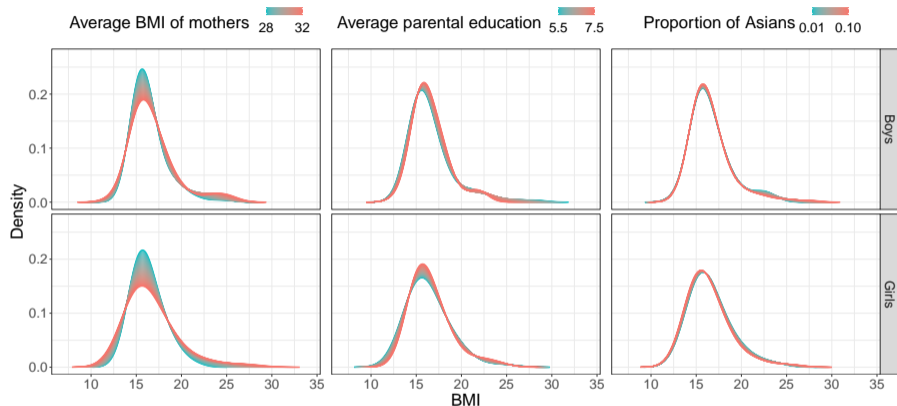 Average BMI of mothers 28 32
Average parental education 5.5 7.5
Proportion of Asians 0.01 0.10
Density
0.2
0.1
0.0
Boys
0.2
0.1
0.0
Girls
10 15 20 25 30 35
10 15 20 25 30 35
10 15 20 25 30 35
BMI